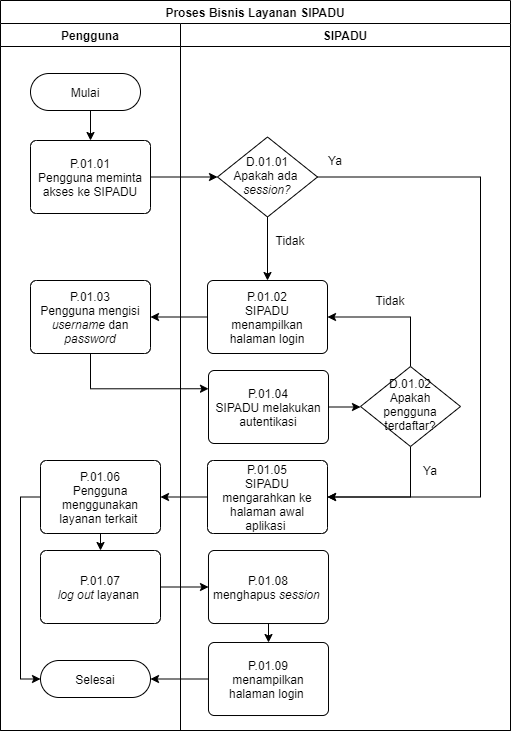 Proses Bisnis Layanan SIPADU
Pengguna
SIPADU
Mulai
P.01.01
Pengguna meminta
akses ke SIPADU
D.01.01
Apakah ada
session?
Ya
Tidak
P.01.03
Pengguna mengisi
username dan
password
P.01.02
SIPADU
menampilkan
halaman login
Tidak
P.01.04
SIPADU melakukan
autentikasi
D.01.02
Apakah
pengguna
terdaftar?
Ya
P.01.06
Pengguna
menggunakan
layanan terkait
P.01.05
SIPADU
mengarahkan ke
halaman awal
aplikasi
P.01.07
log out layanan
P.01.08
menghapus session
Selesai
P.01.09
menampilkan
halaman login